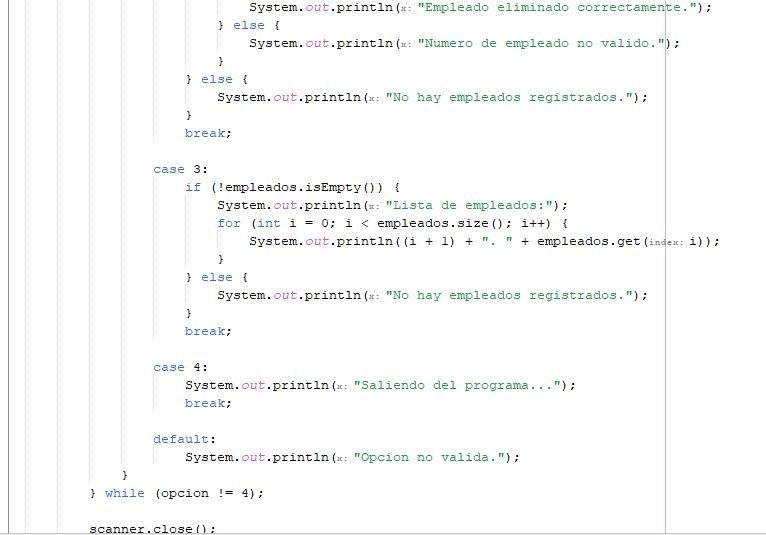 System.out.println(x: "Empleado eliminado correctamente.");
} else {
System.out.println(x: "Numero de empleado no valido.");
}
} else {
System.out.println(x: "No hay empleados registrados.");
}
break;
case 3:
if (!empleados.isEmpty()) {
System.out.println(x: "Lista de empleados:");
for (int i = 0; i < empleados.size(); i++) {
System.out.println((i + 1) + ". " + empleados.get(index: i));
}
} else {
System.out.println(x: "No hay empleados registrados.");
}
break;
case 4:
System.out.println(x: "Saliendo del programa...");
break;
default:
System.out.println(x: "Opcion no valida.");
}
} while (opcion != 4);
scanner.close();